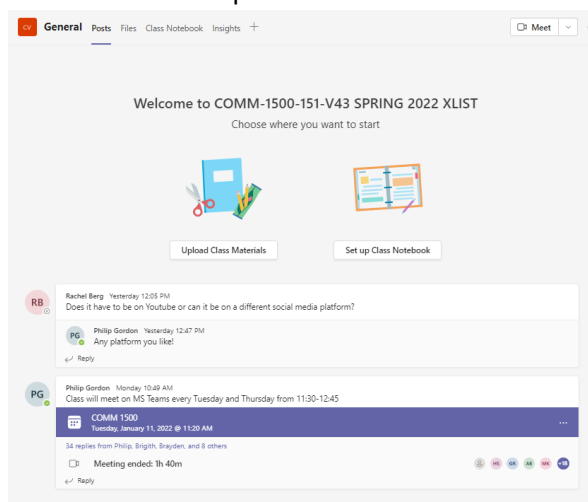 CV General Posts Files Class Notebook Insights + Meet
Welcome to COMM-1500-151-V43 SPRING 2022 XLIST
Choose where you want to start
Upload Class Materials Set up Class Notebook
RB Rachel Berg Yesterday 12:05 PM
Does it have to be on Youtube or can it be on a different social media platform?
PG Philip Gordon Yesterday 12:47 PM
Any platform you like!
Reply
PG Philip Gordon Monday 10:49 AM
Class will meet on MS Teams every Tuesday and Thursday from 11:30-12:45
COMM 1500
Tuesday, January 11, 2022 @ 11:20 AM
34 replies from Philip, Brigith, Brayden, and 8 others
Meeting ended: 1h 40m HS GR AB MK +18
Reply